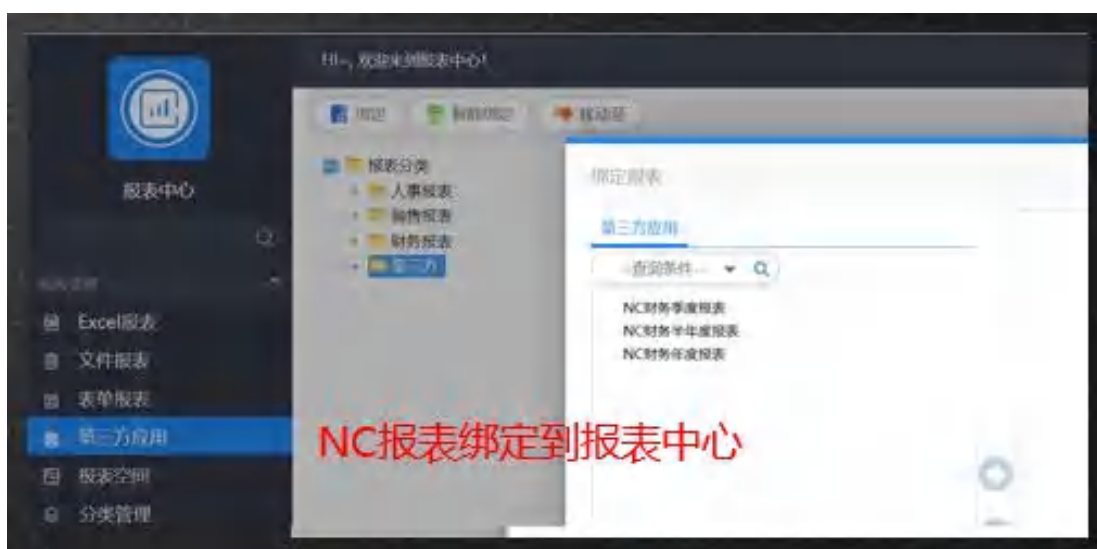 Hi~, 欢迎来到报表中心!
报表中心
绑定
移动至
报表分类
人事报表
销售报表
财务报表
第三方
Excel报表
文件报表
表单报表
第三方应用
报表空间
分类管理
绑定报表
第三方应用
--查询条件--
NC财务季度报表
NC财务半年度报表
NC财务年度报表
NC报表绑定到报表中心